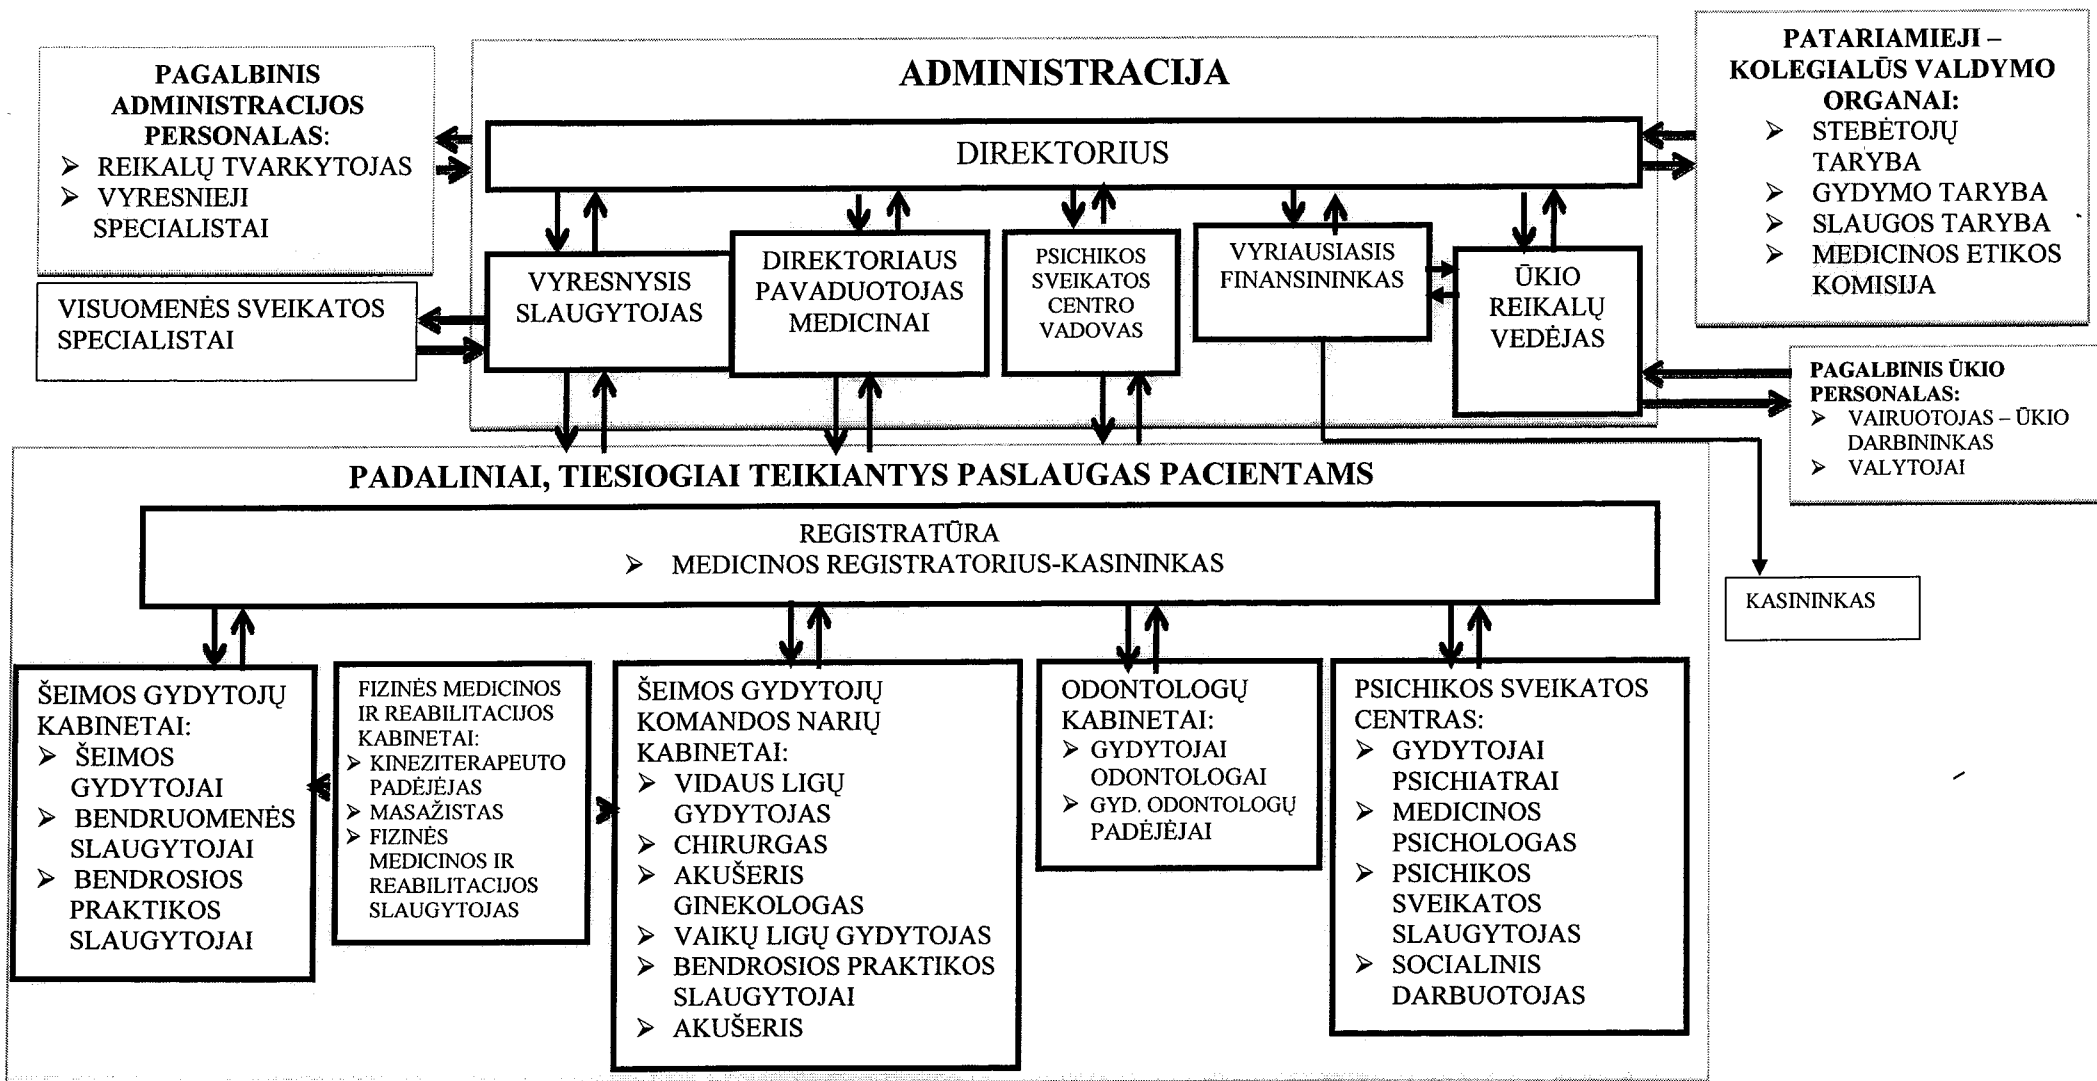 PAGALBINIS
ADMINISTRACIJOS
PERSONALAS:
➢ REIKALŲ TVARKYTOJAS
➢ VYRESNIEJI
SPECIALISTAI
VISUOMENĖS SVEIKATOS
SPECIALISTAI
ADMINISTRACIJA
DIREKTORIUS
VYRESNYSIS
SLAUGYTOJAS
DIREKTORIAUS
PAVADUOTOJAS
MEDICINAI
PSICHIKOS
SVEIKATOS
CENTRO
VADOVAS
VYRIAUSIASIS
FINANSININKAS
ŪKIO
REIKALŲ
VEDĖJAS
PATARIAMIEJI –
KOLEGIALŪS VALDYMO
ORGANAI:
➢ STEBĖTOJŲ
TARYBA
➢ GYDYMO TARYBA
➢ SLAUGOS TARYBA
➢ MEDICINOS ETIKOS
KOMISIJA
PAGALBINIS ŪKIO
PERSONALAS:
➢ VAIRUOTOJAS – ŪKIO
DARBININKAS
➢ VALYTOJAI
KASININKAS
PADALINIAI, TIESIOGIAI TEIKIANTYS PASLAUGAS PACIENTAMS
REGISTRATŪRA
➢ MEDICINOS REGISTRATORIUS-KASININKAS
ŠEIMOS GYDYTOJŲ
KABINETAI:
➢ ŠEIMOS
GYDYTOJAI
➢ BENDRUOMENĖS
SLAUGYTOJAI
➢ BENDROSIOS
PRAKTIKOS
SLAUGYTOJAI
FIZINĖS MEDICINOS
IR REABILITACIJOS
KABINETAI:
➢ KINEZITERAPEUTO
PADĖJĖJAS
➢ MASAŽISTAS
➢ FIZINĖS
MEDICINOS IR
REABILITACIJOS
SLAUGYTOJAS
ŠEIMOS GYDYTOJŲ
KOMANDOS NARIŲ
KABINETAI:
➢ VIDAUS LIGŲ
GYDYTOJAS
➢ CHIRURGAS
➢ AKUŠERIS
GINEKOLOGAS
➢ VAIKŲ LIGŲ GYDYTOJAS
➢ BENDROSIOS PRAKTIKOS
SLAUGYTOJAI
➢ AKUŠERIS
ODONTOLOGŲ
KABINETAI:
➢ GYDYTOJAI
ODONTOLOGAI
➢ GYD. ODONTOLOGŲ
PADĖJĖJAI
PSICHIKOS SVEIKATOS
CENTRAS:
➢ GYDYTOJAI
PSICHIATRAI
➢ MEDICINOS
PSICHOLOGAS
➢ PSICHIKOS
SVEIKATOS
SLAUGYTOJAS
➢ SOCIALINIS
DARBUOTOJAS